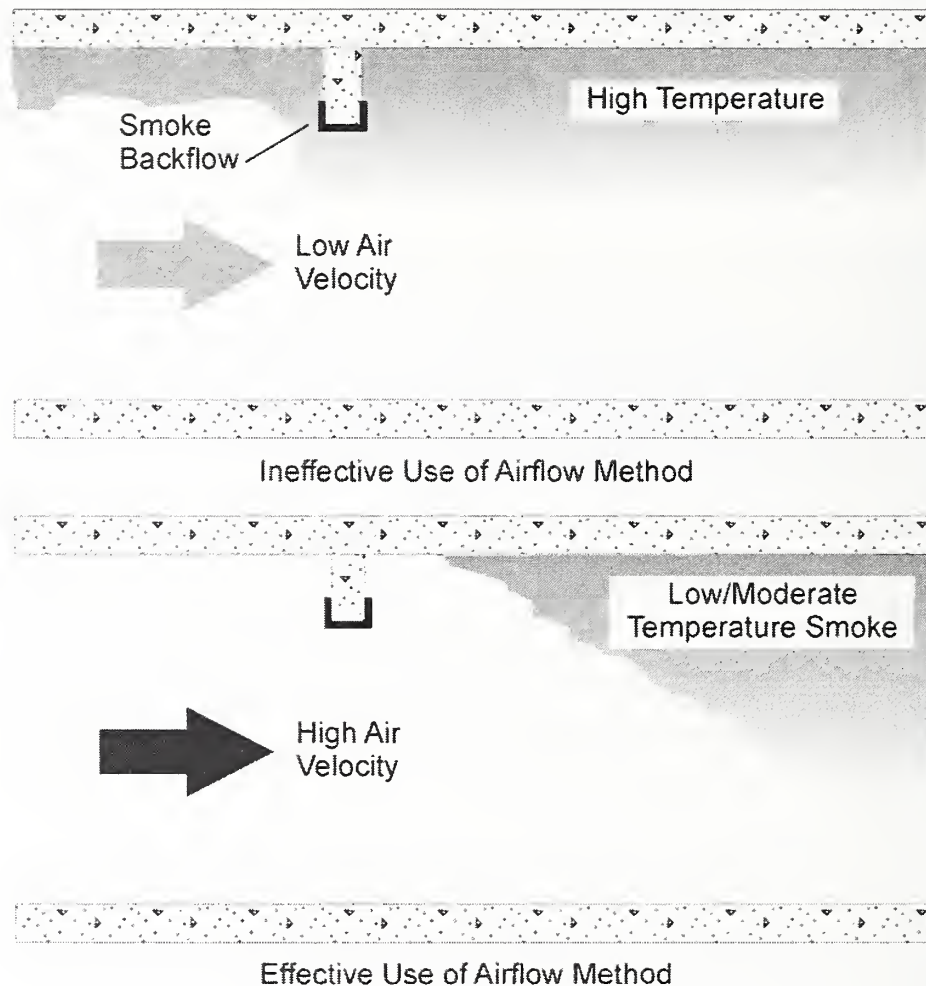 High Temperature
Smoke
Backflow
Low Air
Velocity
Ineffective Use of Airflow Method
Low/Moderate
Temperature Smoke
High Air
Velocity
Effective Use of Airflow Method